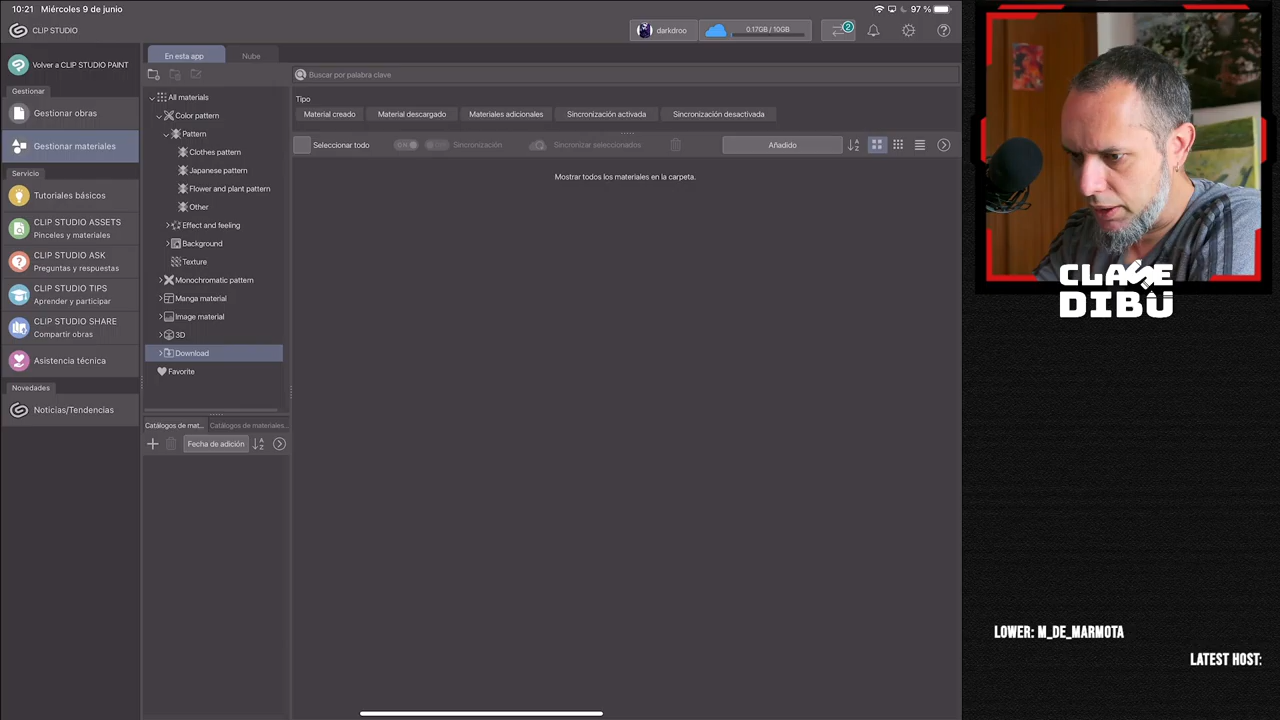 10:21 Miércoles 9 de junio
97 %
CLIP STUDIO
darkdroo
0.17GB / 10GB
2
Volver a CLIP STUDIO PAINT
Gestionar
Gestionar obras
Gestionar materiales
Servicio
Tutoriales básicos
CLIP STUDIO ASSETS
Pinceles y materiales
CLIP STUDIO ASK
Preguntas y respuestas
CLIP STUDIO TIPS
Aprender y participar
CLIP STUDIO SHARE
Compartir obras
Asistencia técnica
Novedades
Noticias/Tendencias
En esta app
Nube
All materials
Color pattern
Pattern
Clothes pattern
Japanese pattern
Flower and plant pattern
Other
Effect and feeling
Background
Texture
Monochromatic pattern
Manga material
Image material
3D
Download
Favorite
Catálogos de mat...
Catálogos de materiales...
Fecha de adición
Buscar por palabra clave
Tipo
Material creado
Material descargado
Materiales adicionales
Sincronización activada
Sincronización desactivada
Seleccionar todo
ON
Sincronización
Sincronizar seleccionados
Añadido
Mostrar todos los materiales en la carpeta.
CLASE
DIBU
LOWER: M_DE_MARMOTA
LATEST HOST: